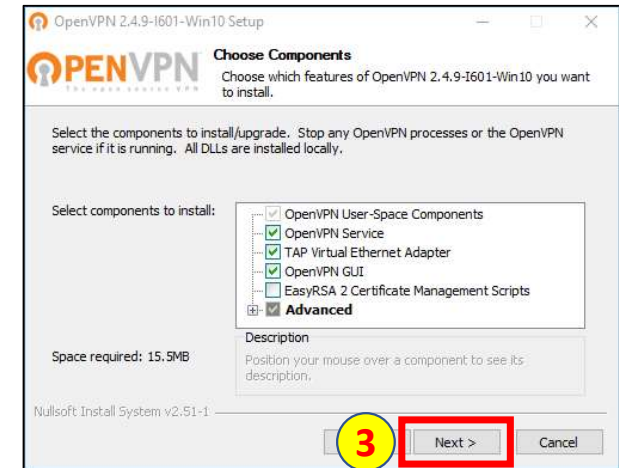 OpenVPN 2.4.9-I601-Win10 Setup
OPENVPN
Choose Components
Choose which features of OpenVPN 2.4.9-I601-Win10 you want
to install.
Select the components to install/upgrade. Stop any OpenVPN processes or the OpenVPN
service if it is running. All DLLs are installed locally.
Select components to install:
OpenVPN User-Space Components
OpenVPN Service
TAP Virtual Ethernet Adapter
OpenVPN GUI
EasyRSA 2 Certificate Management Scripts
Advanced
Space required: 15.5MB
Description
Position your mouse over a component to see its
description.
Nullsoft Install System v2.51-1
3
Next >
Cancel